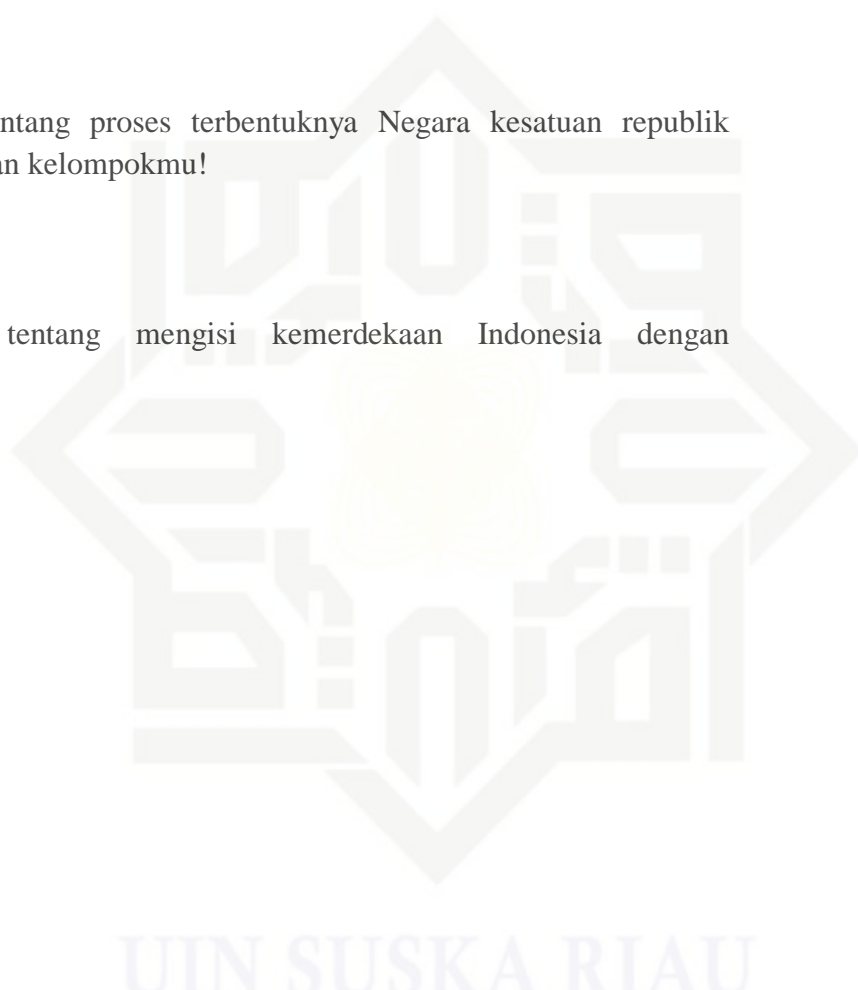 ntang proses terbentuknya Negara kesatuan republik
an kelompokmu!
tentang mengisi kemerdekaan Indonesia dengan
UIN SUSKA RIAU